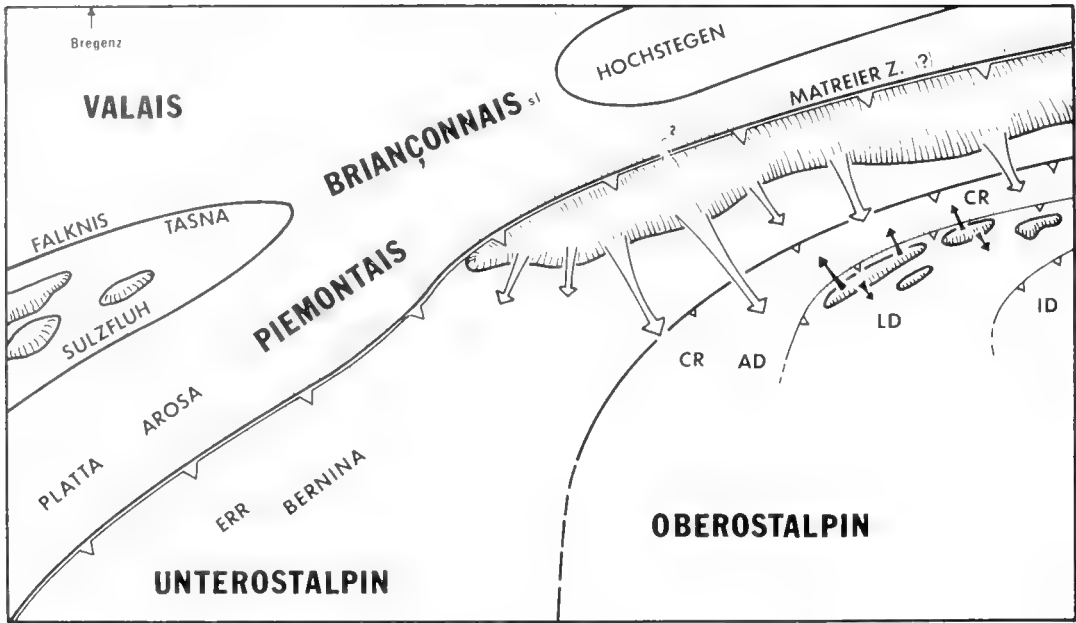 Bregenz
VALAIS
HOCHSTEGEN
MATREIER Z. (?)
BRIANÇONNAIS sl
?
FALKNIS
TASNA
CR
PIEMONTAIS
SULZFLUH
LD
ID
CR
AD
AROSA
PLATTA
BERNINA
ERR
OBEROSTALPIN
UNTEROSTALPIN